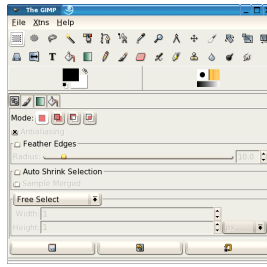 The GIMP
File Xtns Help
T
Mode:
Antialiasing
Feather Edges
Radius: 10.0
Auto Shrink Selection
Sample Merged
Free Select
Width: 1
Height: 1